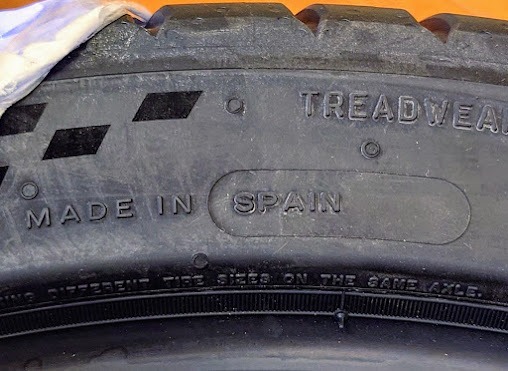 TREADWEAR
MADE IN SPAIN
DIFFERENT TIRE SIZES ON THE SAME AXLE.